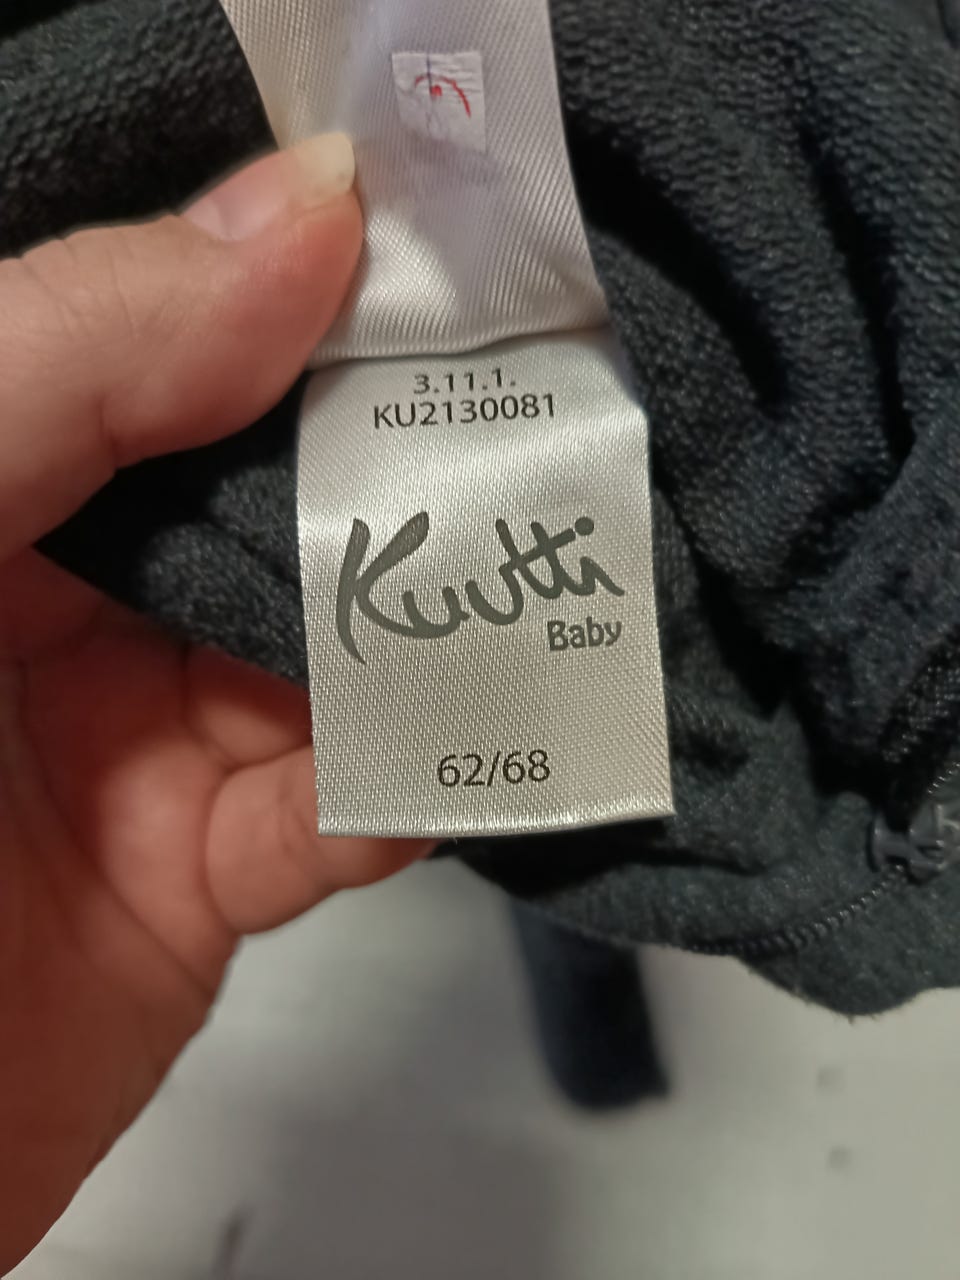 3.11.1.
KU2130081
Kuutti
Baby
62/68